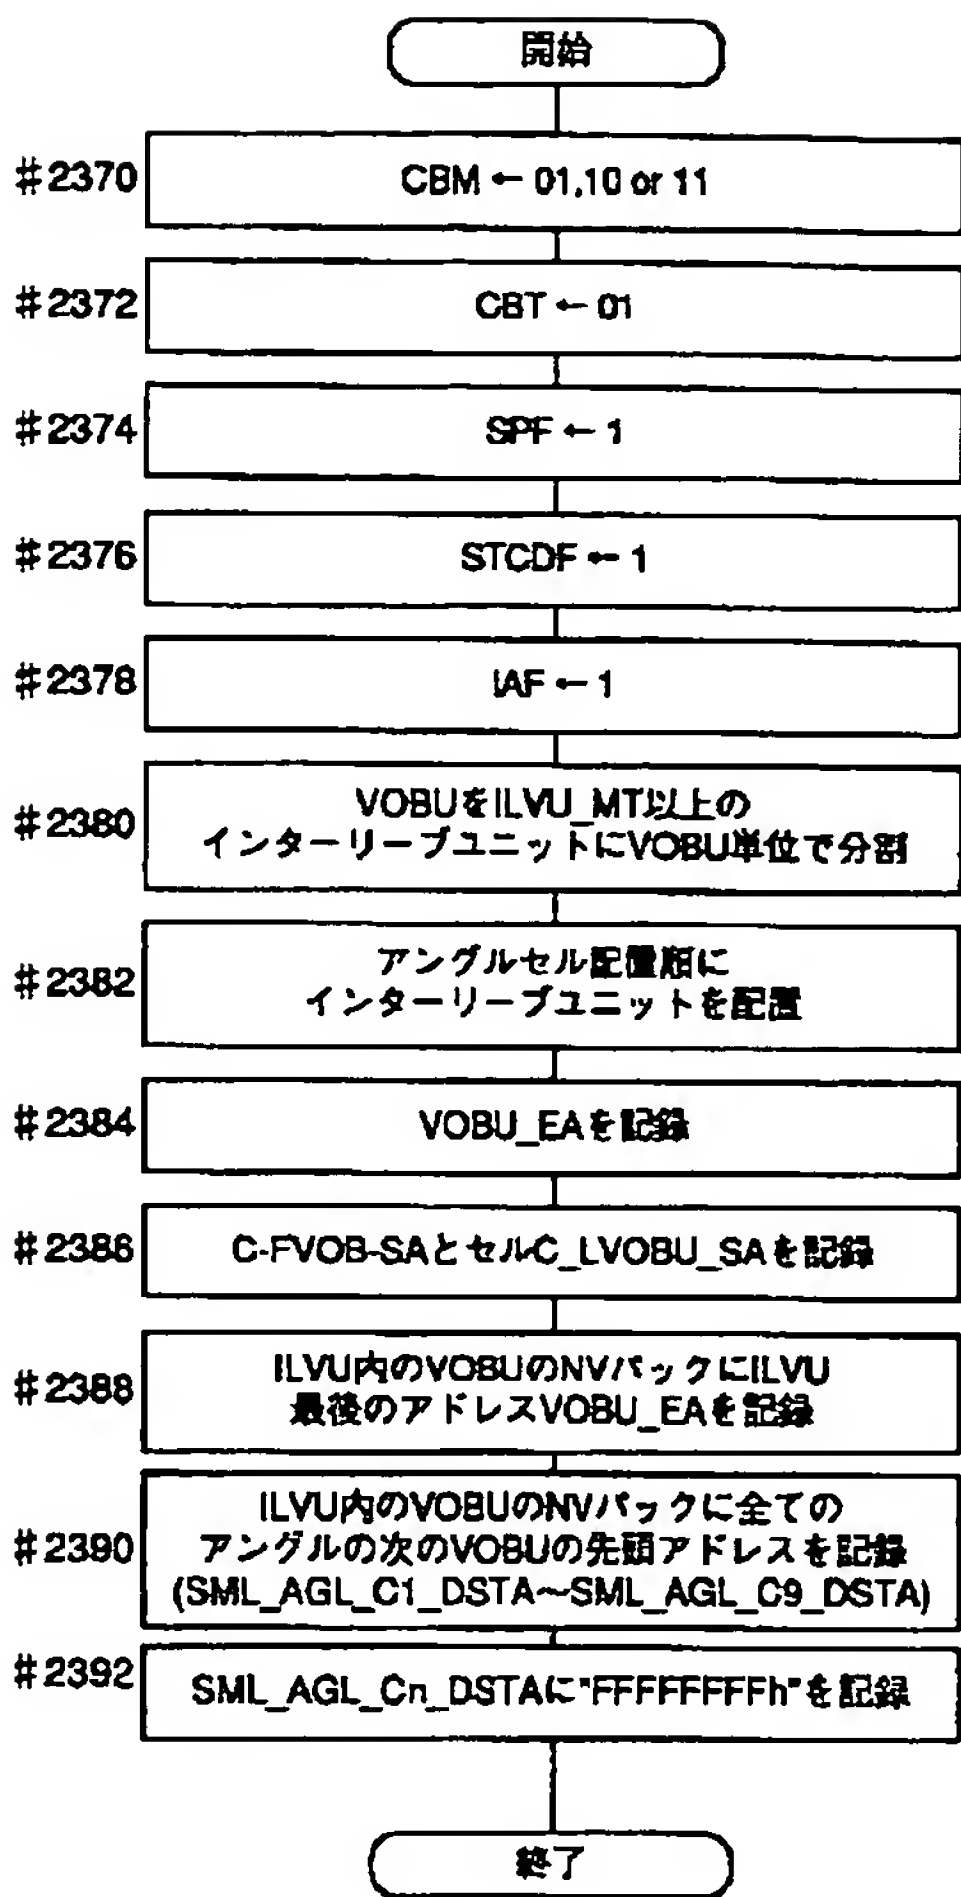 開始
#2370
CBM ← 01,10 or 11
#2372
CBT ← 01
#2374
SPF ← 1
#2376
STCDF ← 1
#2378
IAF ← 1
#2380
VOBUをILVU_MT以上の
インターリーブユニットにVOBU単位で分割
#2382
アングルセル配置順に
インターリーブユニットを配置
#2384
VOBU_EAを記録
#2386
C-FVOB-SAとセルC_LVOBU_SAを記録
#2388
ILVU内のVOBUのNVパックにILVU
最後のアドレスVOBU_EAを記録
#2390
ILVU内のVOBUのNVパックに全ての
アングルの次のVOBUの先頭アドレスを記録
(SML_AGL_C1_DSTA～SML_AGL_C9_DSTA)
#2392
SML_AGL_Cn_DSTAに"FFFFFFFFh"を記録
終了